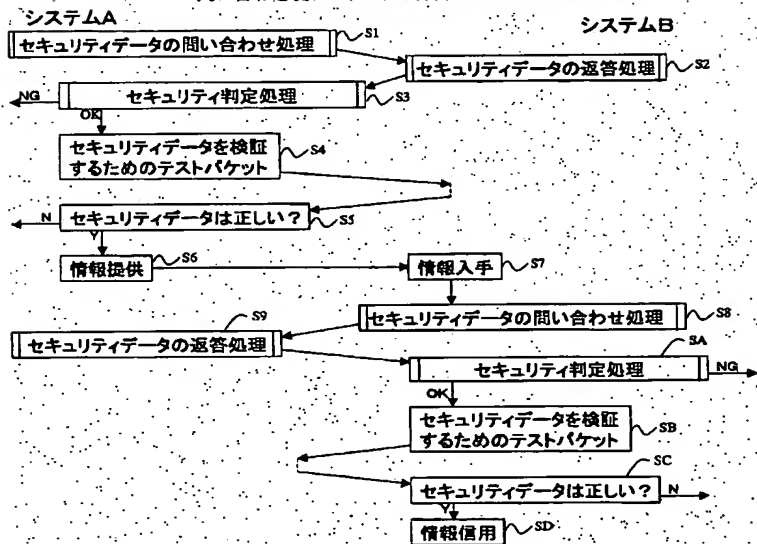 システムA
システムB
セキュリティデータの問い合わせ処理
S1
セキュリティデータの返答処理
S2
NG
セキュリティ判定処理
S3
OK
セキュリティデータを検証
するためのテストパケット
S4
N
セキュリティデータは正しい?
S5
Y
情報提供
S6
情報入手
S7
セキュリティデータの問い合わせ処理
S8
S9
セキュリティデータの返答処理
SA
セキュリティ判定処理
NG
OK
セキュリティデータを検証
するためのテストパケット
SB
SC
セキュリティデータは正しい?
N
Y
情報信用
SD